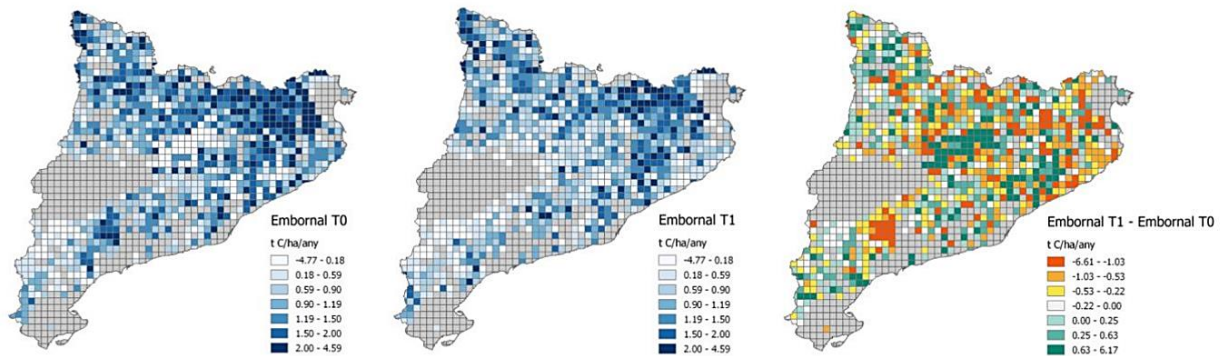 Embornal T0
t C/ha/any
-4.77 - 0.18
0.18 - 0.59
0.59 - 0.90
0.90 - 1.19
1.19 - 1.50
1.50 - 2.00
2.00 - 4.59
Embornal T1
t C/ha/any
-4.77 - 0.18
0.18 - 0.59
0.59 - 0.90
0.90 - 1.19
1.19 - 1.50
1.50 - 2.00
2.00 - 4.59
Embornal T1 - Embornal T0
t C/ha/any
-6.61 - -1.03
-1.03 - -0.53
-0.53 - -0.22
-0.22 - 0.00
0.00 - 0.25
0.25 - 0.63
0.63 - 6.17